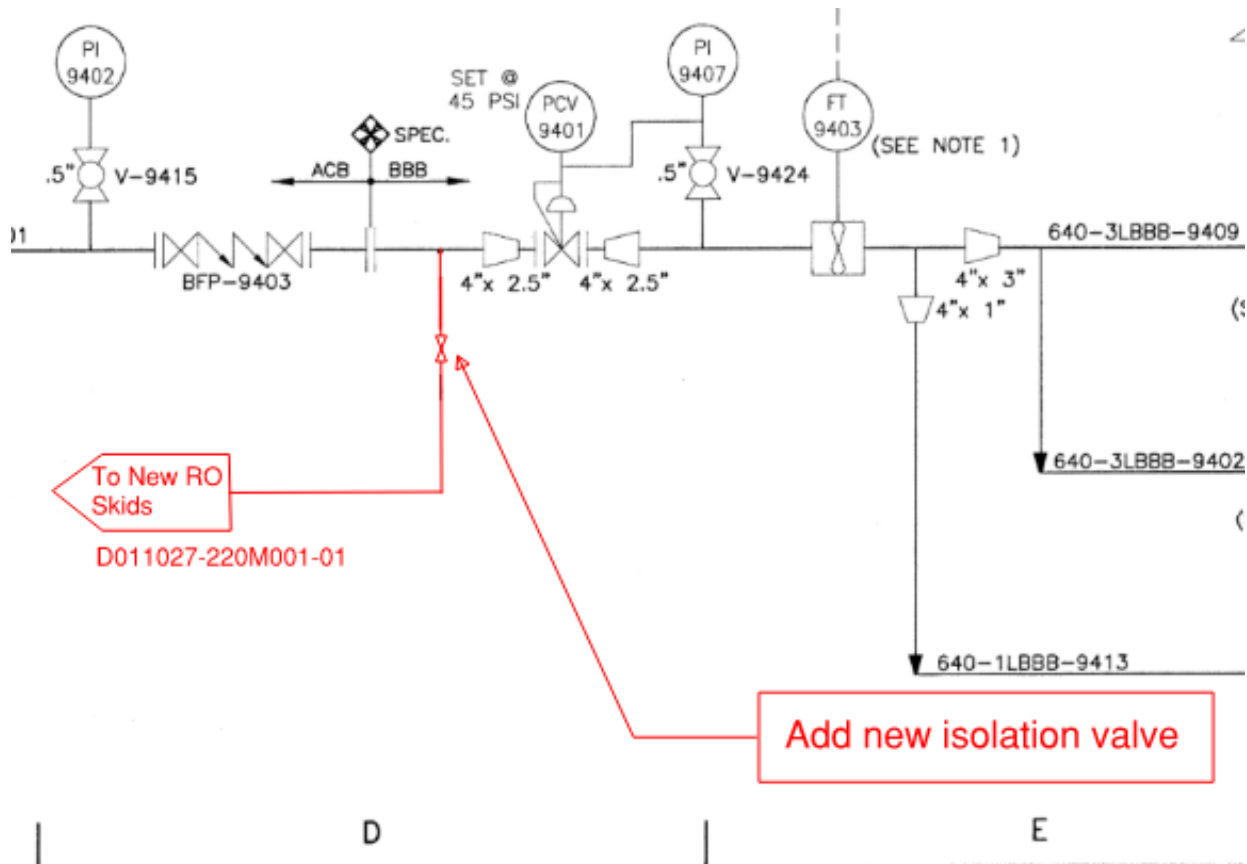 PI
9402
PI
9407
SET @
45 PSI
PCV
9401
FT
9403
(SEE NOTE 1)
SPEC.
ACB
BBB
.5"
V-9415
.5"
V-9424
01
BFP-9403
4"x 2.5"
4"x 2.5"
4"x 3"
4"x 1"
640-3LBBB-9409
To New RO
Skids
D011027-220M001-01
640-3LBBB-9402
640-1LBBB-9413
Add new isolation valve
D
E